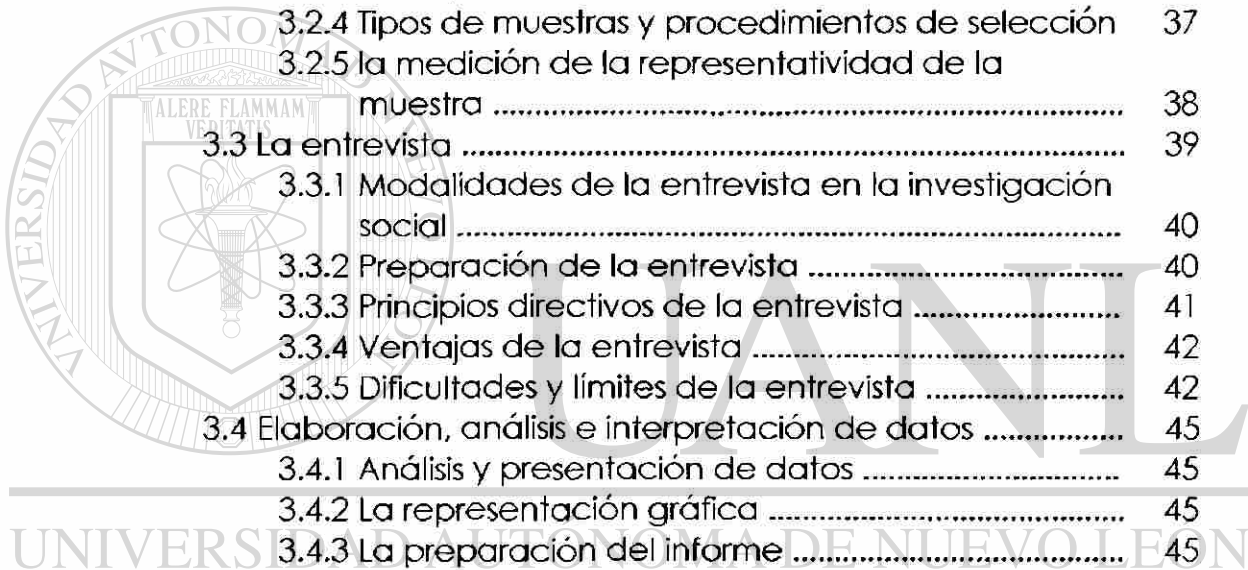 3.2.4 Tipos de muestras y procedimientos de selección 37
3.2.5 la medición de la representatividad de la
muestra ........................ 38
3.3 La entrevista ........................ 39
3.3.1 Modalidades de la entrevista en la investigación
social ........................ 40
3.3.2 Preparación de la entrevista ........................ 40
3.3.3 Principios directivos de la entrevista ........................ 41
3.3.4 Ventajas de la entrevista ........................ 42
3.3.5 Dificultades y límites de la entrevista ........................ 42
3.4 Elaboración, análisis e interpretación de datos ................ 45
3.4.1 Análisis y presentación de datos ........................ 45
3.4.2 La representación gráfica ........................ 45
3.4.3 La preparación del informe ........................ 45
ALERE FLAMMAM
VERITATIS
UANL
UNIVERSIDAD AUTÓNOMA DE NUEVO LEÓN